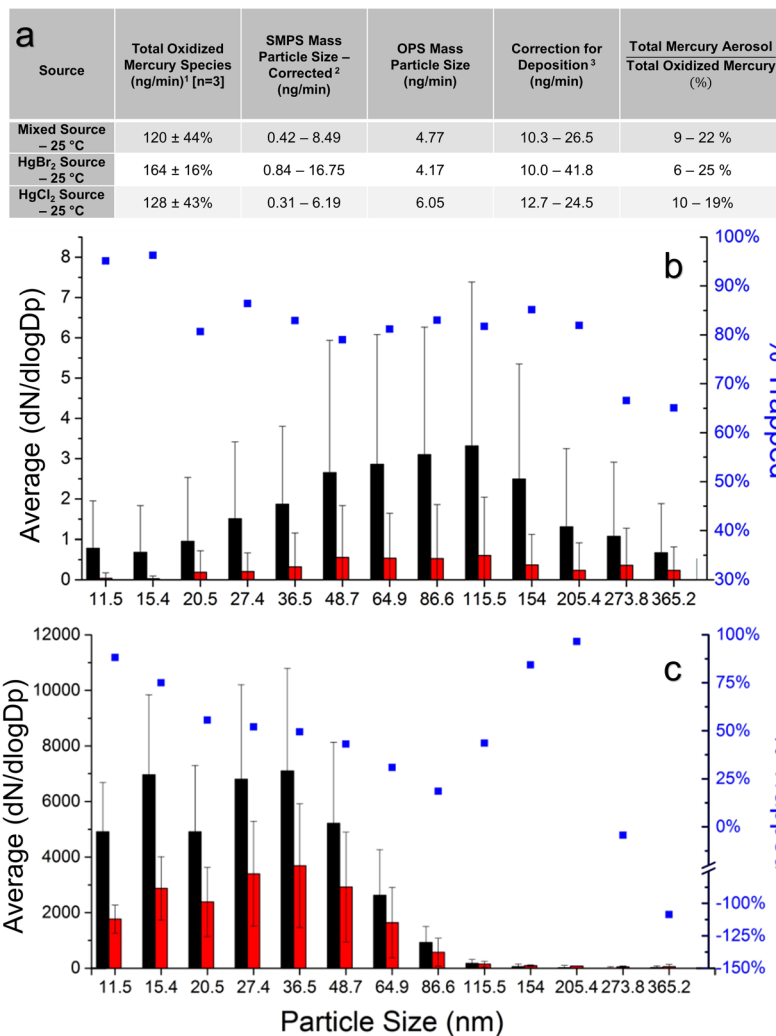 a
Source
Total Oxidized
Mercury Species
(ng/min)¹ [n=3]
SMPS Mass
Particle Size –
Corrected ²
(ng/min)
OPS Mass
Particle Size
(ng/min)
Correction for
Deposition ³
(ng/min)
Total Mercury Aerosol
Total Oxidized Mercury
(%)
Mixed Source
– 25 °C
120 ± 44%
0.42 – 8.49
4.77
10.3 – 26.5
9 – 22 %
HgBr₂ Source
– 25 °C
164 ± 16%
0.84 – 16.75
4.17
10.0 – 41.8
6 – 25 %
HgCl₂ Source
– 25 °C
128 ± 43%
0.31 – 6.19
6.05
12.7 – 24.5
10 – 19%
b
Average (dN/dlogDp)
8
7
6
5
4
3
2
1
0
100%
90%
80%
70%
60%
50%
40%
30%
11.5 15.4 20.5 27.4 36.5 48.7 64.9 86.6 115.5 154 205.4 273.8 365.2
c
Average (dN/dlogDp)
12000
10000
8000
6000
4000
2000
0
100%
75%
50%
25%
0%
-100%
-125%
-150%
11.5 15.4 20.5 27.4 36.5 48.7 64.9 86.6 115.5 154 205.4 273.8 365.2
Particle Size (nm)